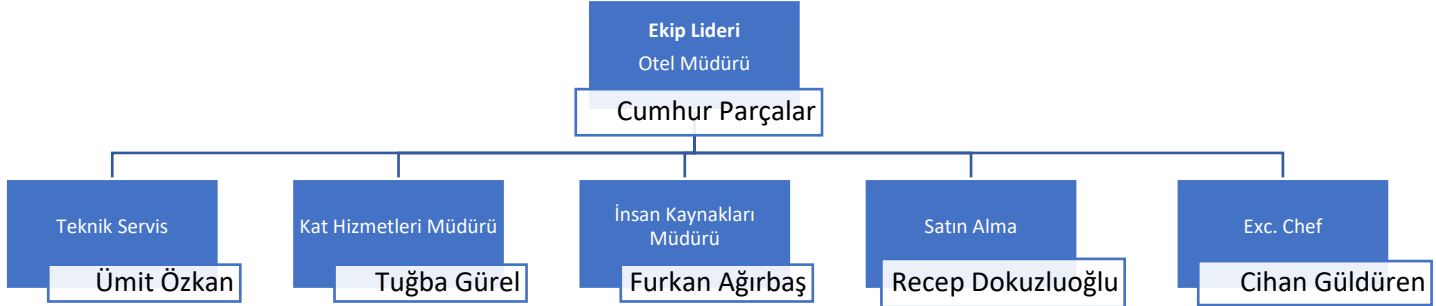 Ekip Lideri
Otel Müdürü
Cumhur Parçalar
Teknik Servis
Ümit Özkan
Kat Hizmetleri Müdürü
Tuğba Gürel
İnsan Kaynakları
Müdürü
Furkan Ağırbaş
Satın Alma
Recep Dokuzluoğlu
Exc. Chef
Cihan Güldüren